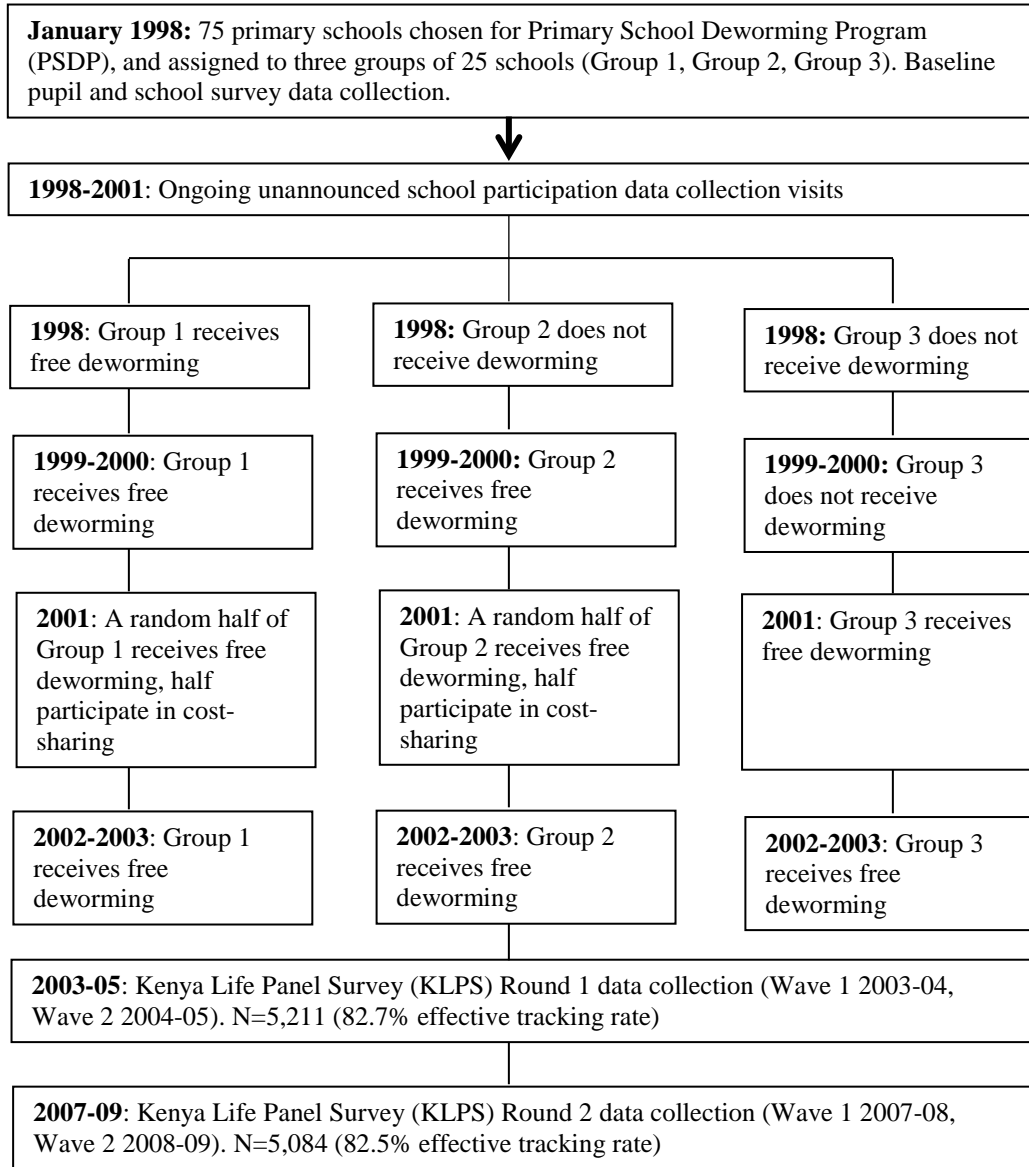 January 1998: 75 primary schools chosen for Primary School Deworming Program
(PSDP), and assigned to three groups of 25 schools (Group 1, Group 2, Group 3). Baseline
pupil and school survey data collection.
1998-2001: Ongoing unannounced school participation data collection visits
1998: Group 1 receives
free deworming
1998: Group 2 does not
receive deworming
1998: Group 3 does not
receive deworming
1999-2000: Group 1
receives free
deworming
1999-2000: Group 2
receives free
deworming
1999-2000: Group 3
does not receive
deworming
2001: A random half of
Group 1 receives free
deworming, half
participate in cost-
sharing
2001: A random half of
Group 2 receives free
deworming, half
participate in cost-
sharing
2001: Group 3 receives
free deworming
2002-2003: Group 1
receives free
deworming
2002-2003: Group 2
receives free
deworming
2002-2003: Group 3
receives free
deworming
2003-05: Kenya Life Panel Survey (KLPS) Round 1 data collection (Wave 1 2003-04,
Wave 2 2004-05). N=5,211 (82.7% effective tracking rate)
2007-09: Kenya Life Panel Survey (KLPS) Round 2 data collection (Wave 1 2007-08,
Wave 2 2008-09). N=5,084 (82.5% effective tracking rate)